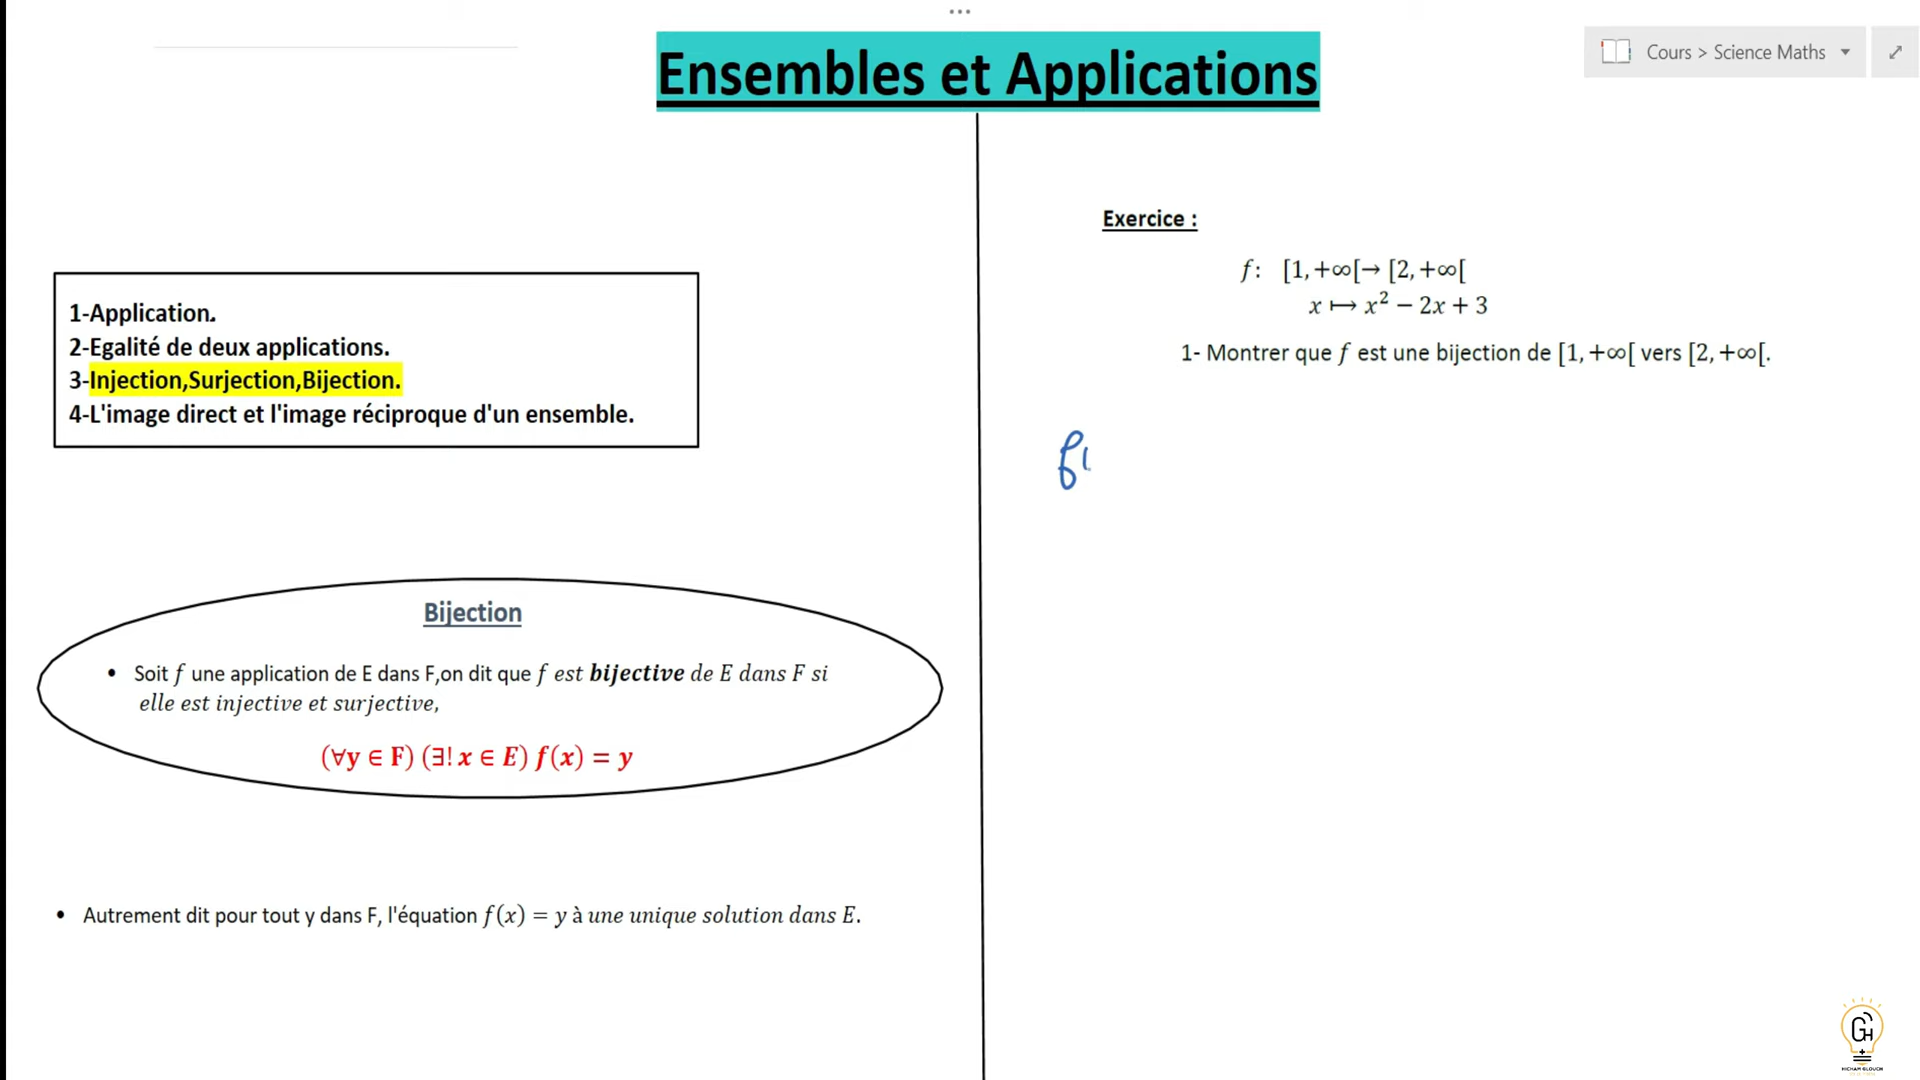 Ensembles et Applications
Cours > Science Maths
1-Application.
2-Egalité de deux applications.
3-Injection,Surjection,Bijection.
4-L'image direct et l'image réciproque d'un ensemble.
Bijection
• Soit f une application de E dans F,on dit que f est bijective de E dans F si
elle est injective et surjective,
(∀y ∈ F) (∃! x ∈ E) f(x) = y
• Autrement dit pour tout y dans F, l'équation f(x) = y à une unique solution dans E.
Exercice :
f: [1, +∞[→ [2, +∞[
x ↦ x² − 2x + 3
1- Montrer que f est une bijection de [1, +∞[ vers [2, +∞[.
f(
GH
HICHAM GLOUCH